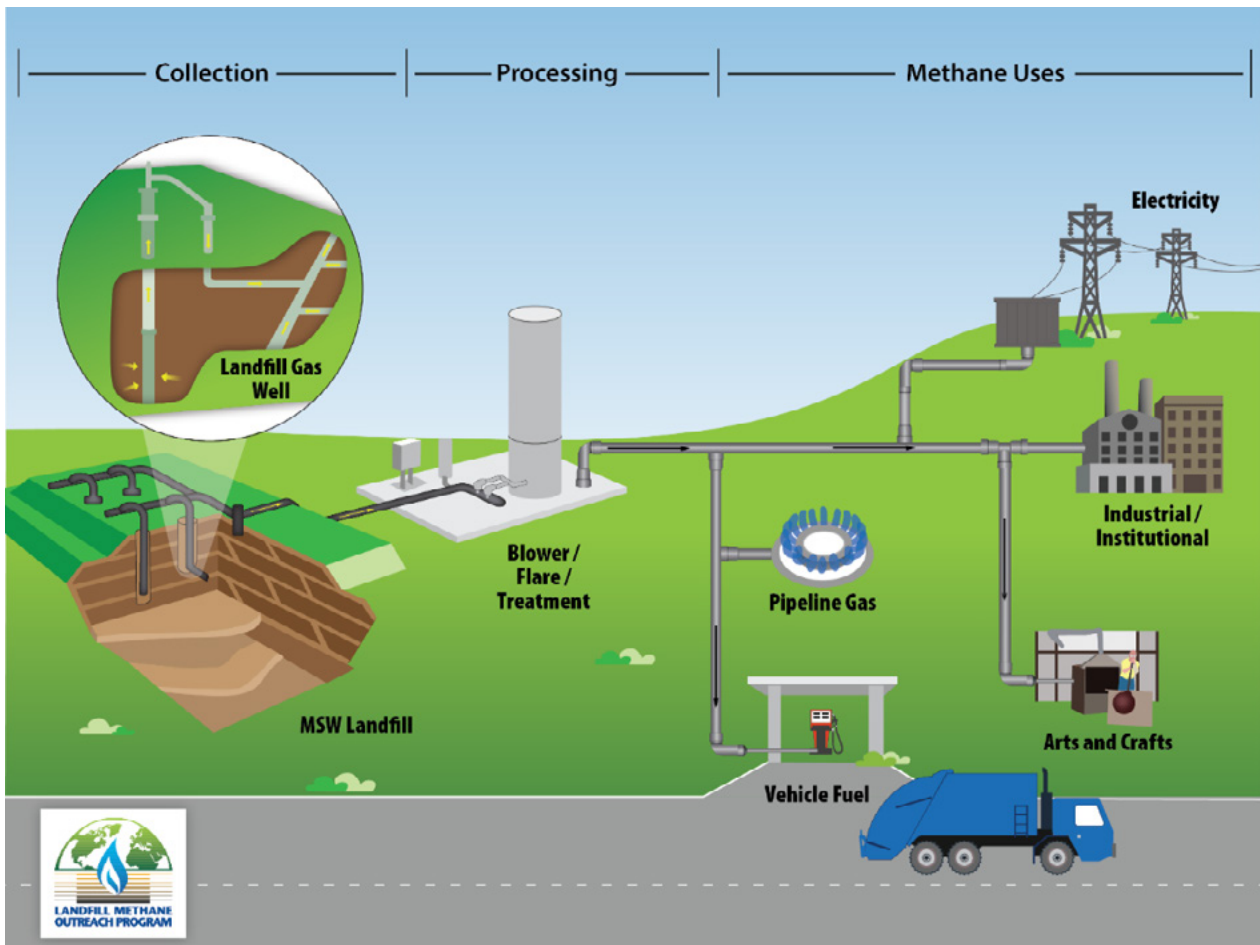 Collection
Processing
Methane Uses
Electricity
Landfill Gas
Well
Industrial /
Institutional
Blower /
Flare /
Treatment
Pipeline Gas
MSW Landfill
Arts and Crafts
Vehicle Fuel
LANDFILL METHANE
OUTREACH PROGRAM